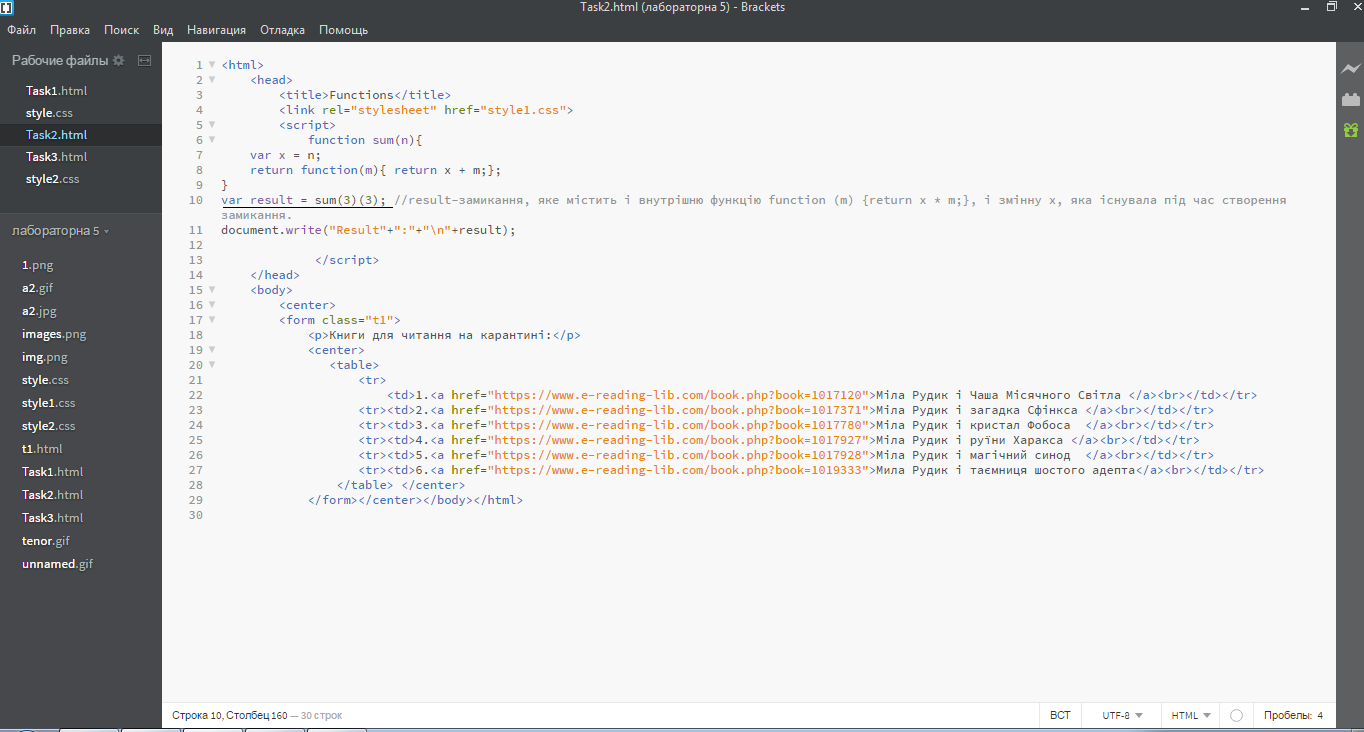 Task2.html (лабораторна 5) - Brackets
Файл Правка Поиск Вид Навигация Отладка Помощь
Рабочие файлы
Task1.html
style.css
Task2.html
Task3.html
style2.css
лабораторна 5
1.png
a2.gif
a2.jpg
images.png
img.png
style.css
style1.css
style2.css
t1.html
Task1.html
Task2.html
Task3.html
tenor.gif
unnamed.gif
1 <html>
2 <head>
3 <title>Functions</title>
4 <link rel="stylesheet" href="style1.css">
5 <script>
6 function sum(n){
7 var x = n;
8 return function(m){ return x + m;};
9 }
10 var result = sum(3)(3); //result-замикання, яке містить і внутрішню функцію function (m) {return x * m;}, і змінну x, яка існувала під час створення
замикання.
11 document.write("Result"+":"+"\n"+result);
12
13 </script>
14 </head>
15 <body>
16 <center>
17 <form class="t1">
18 <p>Книги для читання на карантині:</p>
19 <center>
20 <table>
21 <tr>
22 <td>1.<a href="https://www.e-reading-lib.com/book.php?book=1017120">Міла Рудик і Чаша Місячного Світла </a><br></td></tr>
23 <tr><td>2.<a href="https://www.e-reading-lib.com/book.php?book=1017371">Міла Рудик і загадка Сфінкса </a><br></td></tr>
24 <tr><td>3.<a href="https://www.e-reading-lib.com/book.php?book=1017780">Міла Рудик і кристал Фобоса  </a><br></td></tr>
25 <tr><td>4.<a href="https://www.e-reading-lib.com/book.php?book=1017927">Міла Рудик і руїни Харакса </a><br></td></tr>
26 <tr><td>5.<a href="https://www.e-reading-lib.com/book.php?book=1017928">Міла Рудик і магічний синод  </a><br></td></tr>
27 <tr><td>6.<a href="https://www.e-reading-lib.com/book.php?book=1019333">Мила Рудик і таємниця шостого адепта</a><br></td></tr>
28 </table> </center>
29 </form></center></body></html>
30
Строка 10, Столбец 160 — 30 строк ВСТ UTF-8 HTML Пробелы: 4